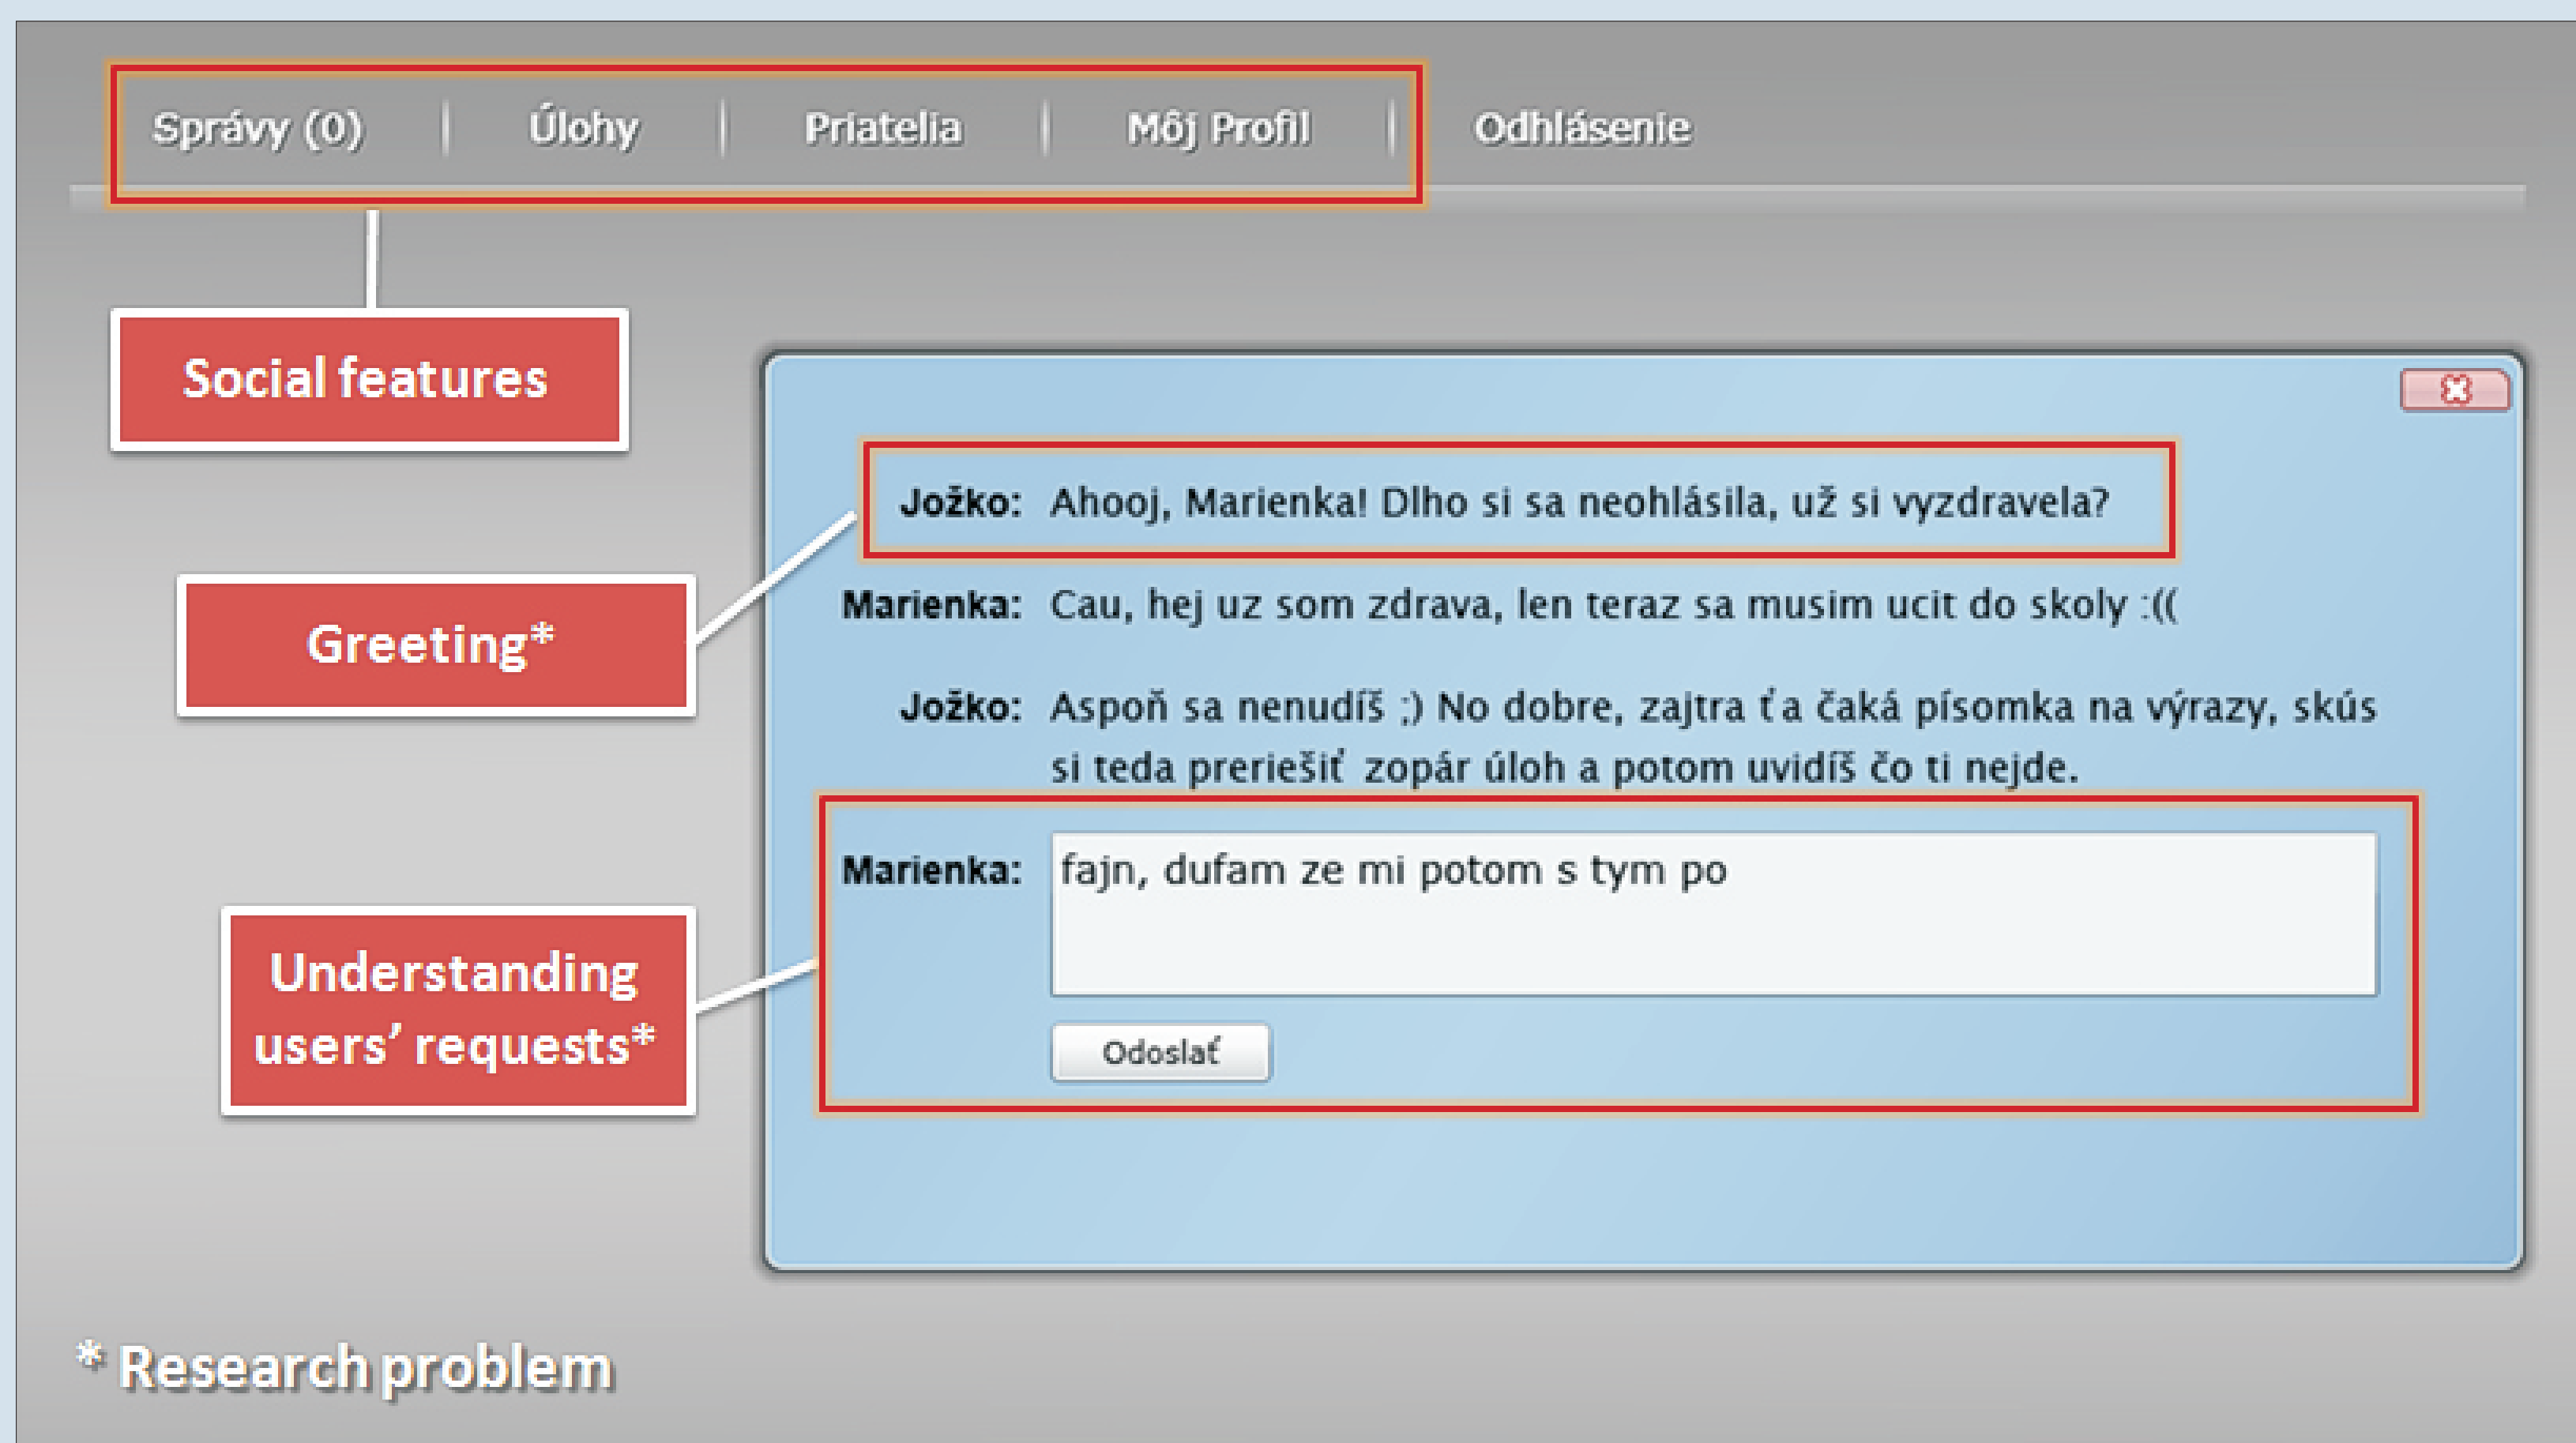 Správy (0) | Úlohy | Priatelia | Môj Profil | Odhlásenie
Social features
Jožko: Ahooj, Marienka! Dlho si sa neohlásila, už si vyzdravela?
Greeting*
Marienka: Cau, hej uz som zdrava, len teraz sa musim ucit do skoly :((
Jožko: Aspoň sa nenudíš ;) No dobre, zajtra ťa čaká písomka na výrazy, skús
si teda preriešiť zopár úloh a potom uvidíš čo ti nejde.
Marienka: fajn, dufam ze mi potom s tym po
Understanding
users’ requests*
Odoslať
* Research problem